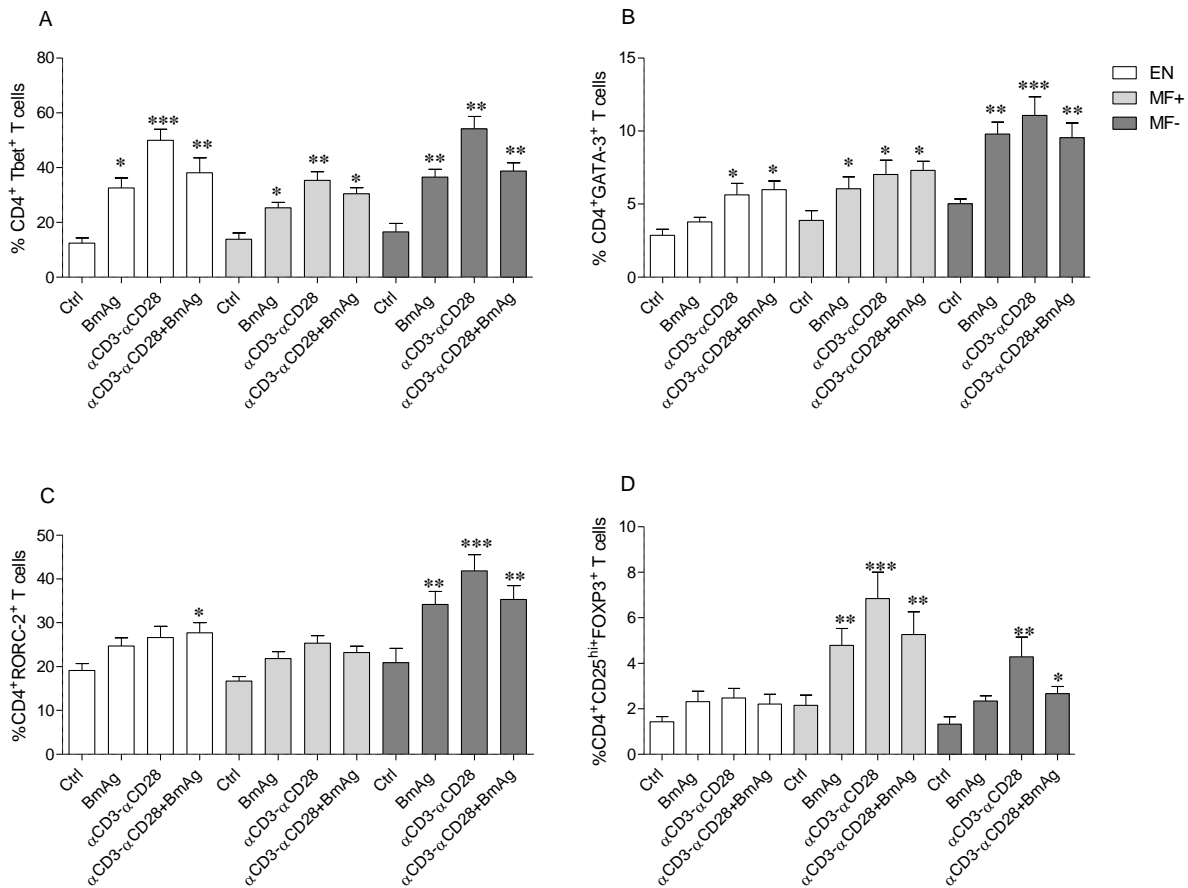 A
% CD4⁺ Tbet⁺ T cells
80
60
40
20
0
*
***
**
*
**
*
**
**
**
Ctrl
BmAg
αCD3-αCD28
αCD3-αCD28+BmAg
Ctrl
BmAg
αCD3-αCD28
αCD3-αCD28+BmAg
Ctrl
BmAg
αCD3-αCD28
αCD3-αCD28+BmAg
B
% CD4⁺GATA-3⁺ T cells
15
10
5
0
*
*
*
*
*
**
***
**
Ctrl
BmAg
αCD3-αCD28
αCD3-αCD28+BmAg
Ctrl
BmAg
αCD3-αCD28
αCD3-αCD28+BmAg
Ctrl
BmAg
αCD3-αCD28
αCD3-αCD28+BmAg
EN
MF+
MF-
C
%CD4⁺RORC-2⁺ T cells
50
40
30
20
10
0
*
**
***
**
Ctrl
BmAg
αCD3-αCD28
αCD3-αCD28+BmAg
Ctrl
BmAg
αCD3-αCD28
αCD3-αCD28+BmAg
Ctrl
BmAg
αCD3-αCD28
αCD3-αCD28+BmAg
D
%CD4⁺CD25ʰⁱ⁺FOXP3⁺ T cells
10
8
6
4
2
0
**
***
**
**
*
Ctrl
BmAg
αCD3-αCD28
αCD3-αCD28+BmAg
Ctrl
BmAg
αCD3-αCD28
αCD3-αCD28+BmAg
Ctrl
BmAg
αCD3-αCD28
αCD3-αCD28+BmAg